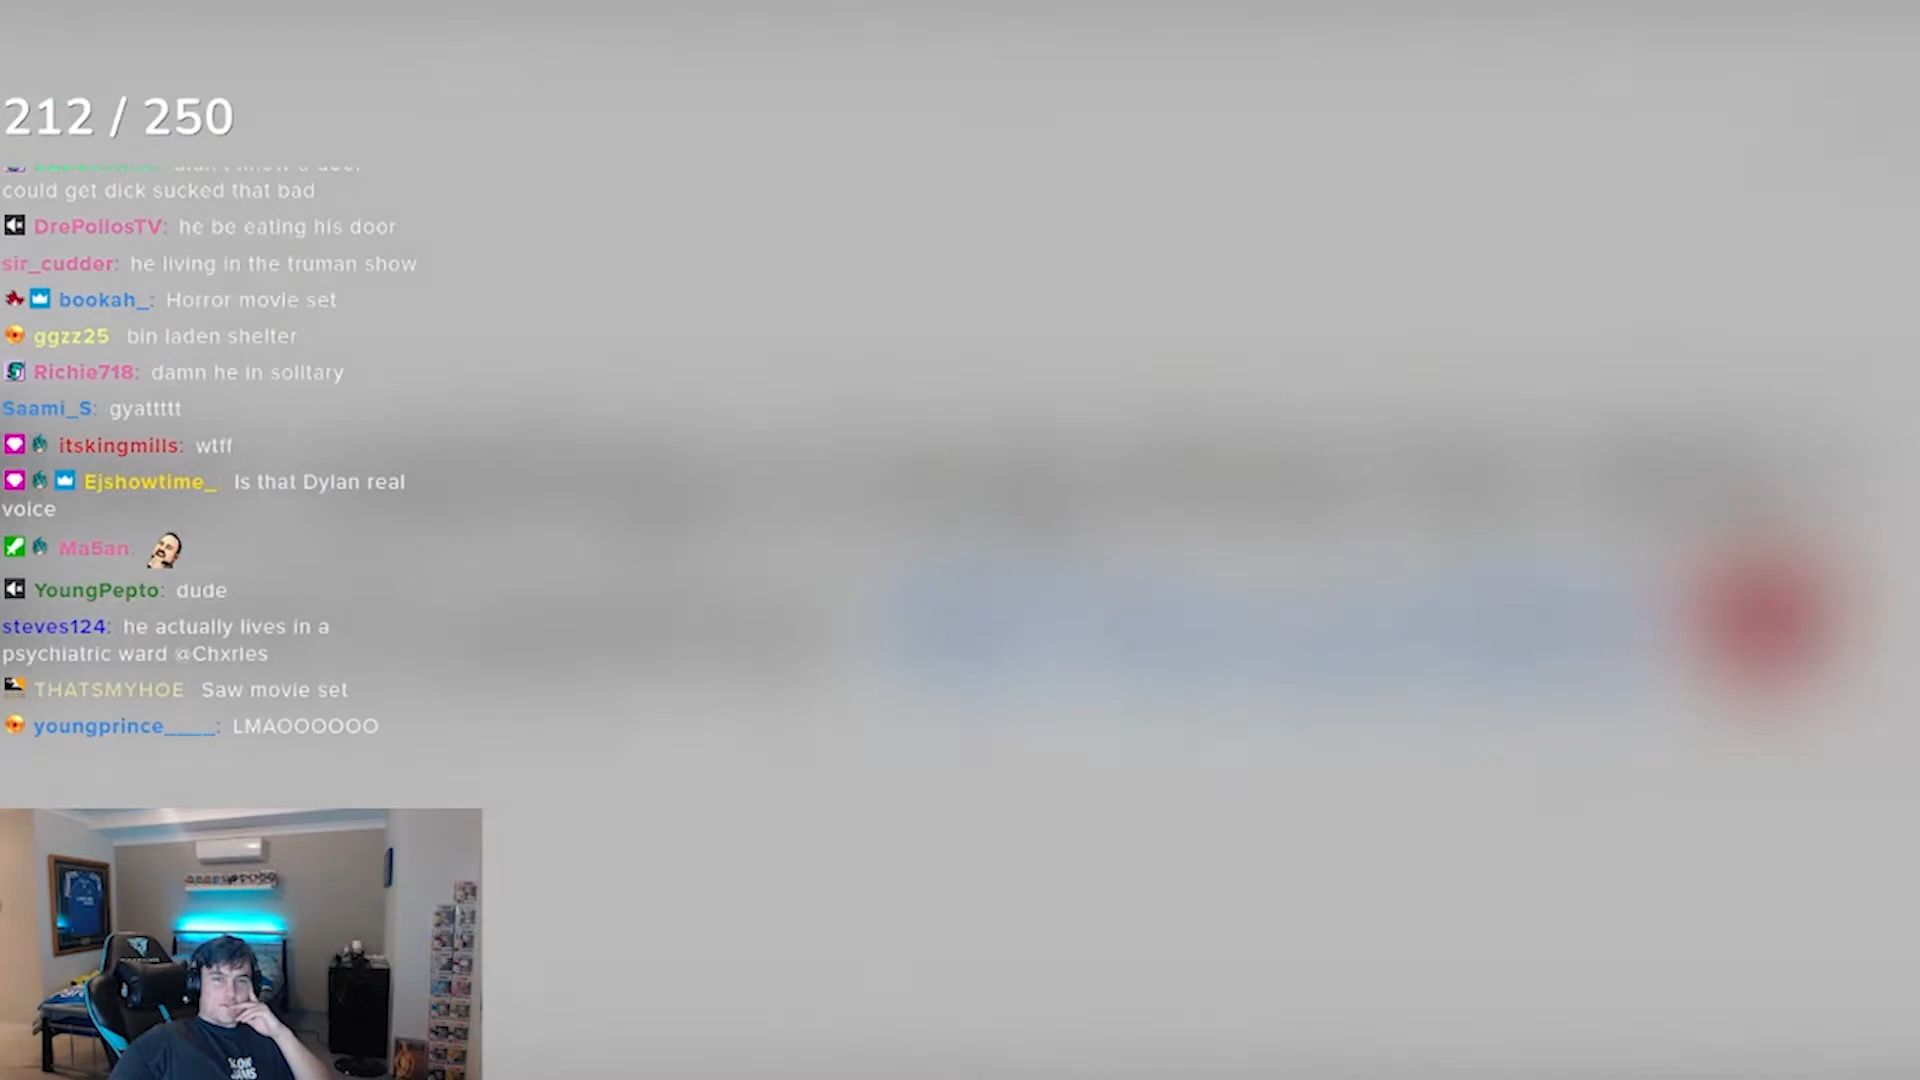 212 / 250
could get dick sucked that bad
DrePollosTV: he be eating his door
sir_cudder: he living in the truman show
bookah_: Horror movie set
ggzz25 bin laden shelter
Richie718: damn he in solitary
Saami_S: gyattttt
itskingmills: wtff
Ejshowtime_: Is that Dylan real
voice
Ma5an:
YoungPepto: dude
steves124: he actually lives in a
psychiatric ward @Chxrles
THATSMYHOE Saw movie set
youngprince____: LMAOOOOOO